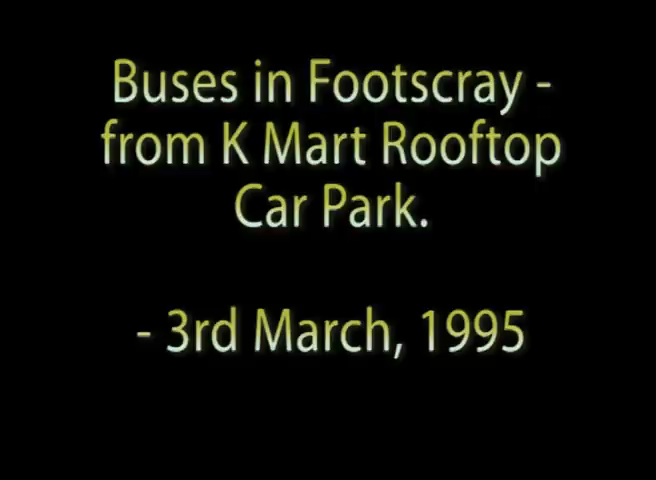 Buses in Footscray -
from K Mart Rooftop
Car Park.
- 3rd March, 1995